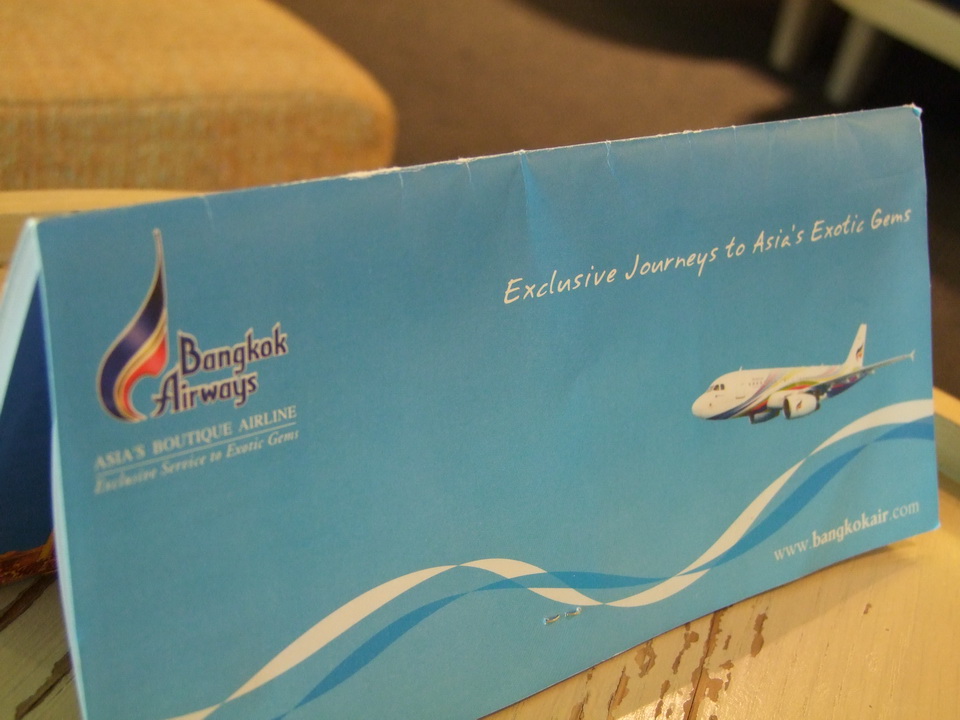 Exclusive Journeys to Asia's Exotic Gems
Bangkok
Airways
ASIA'S BOUTIQUE AIRLINE
Exclusive Service to Exotic Gems
www.bangkokair.com